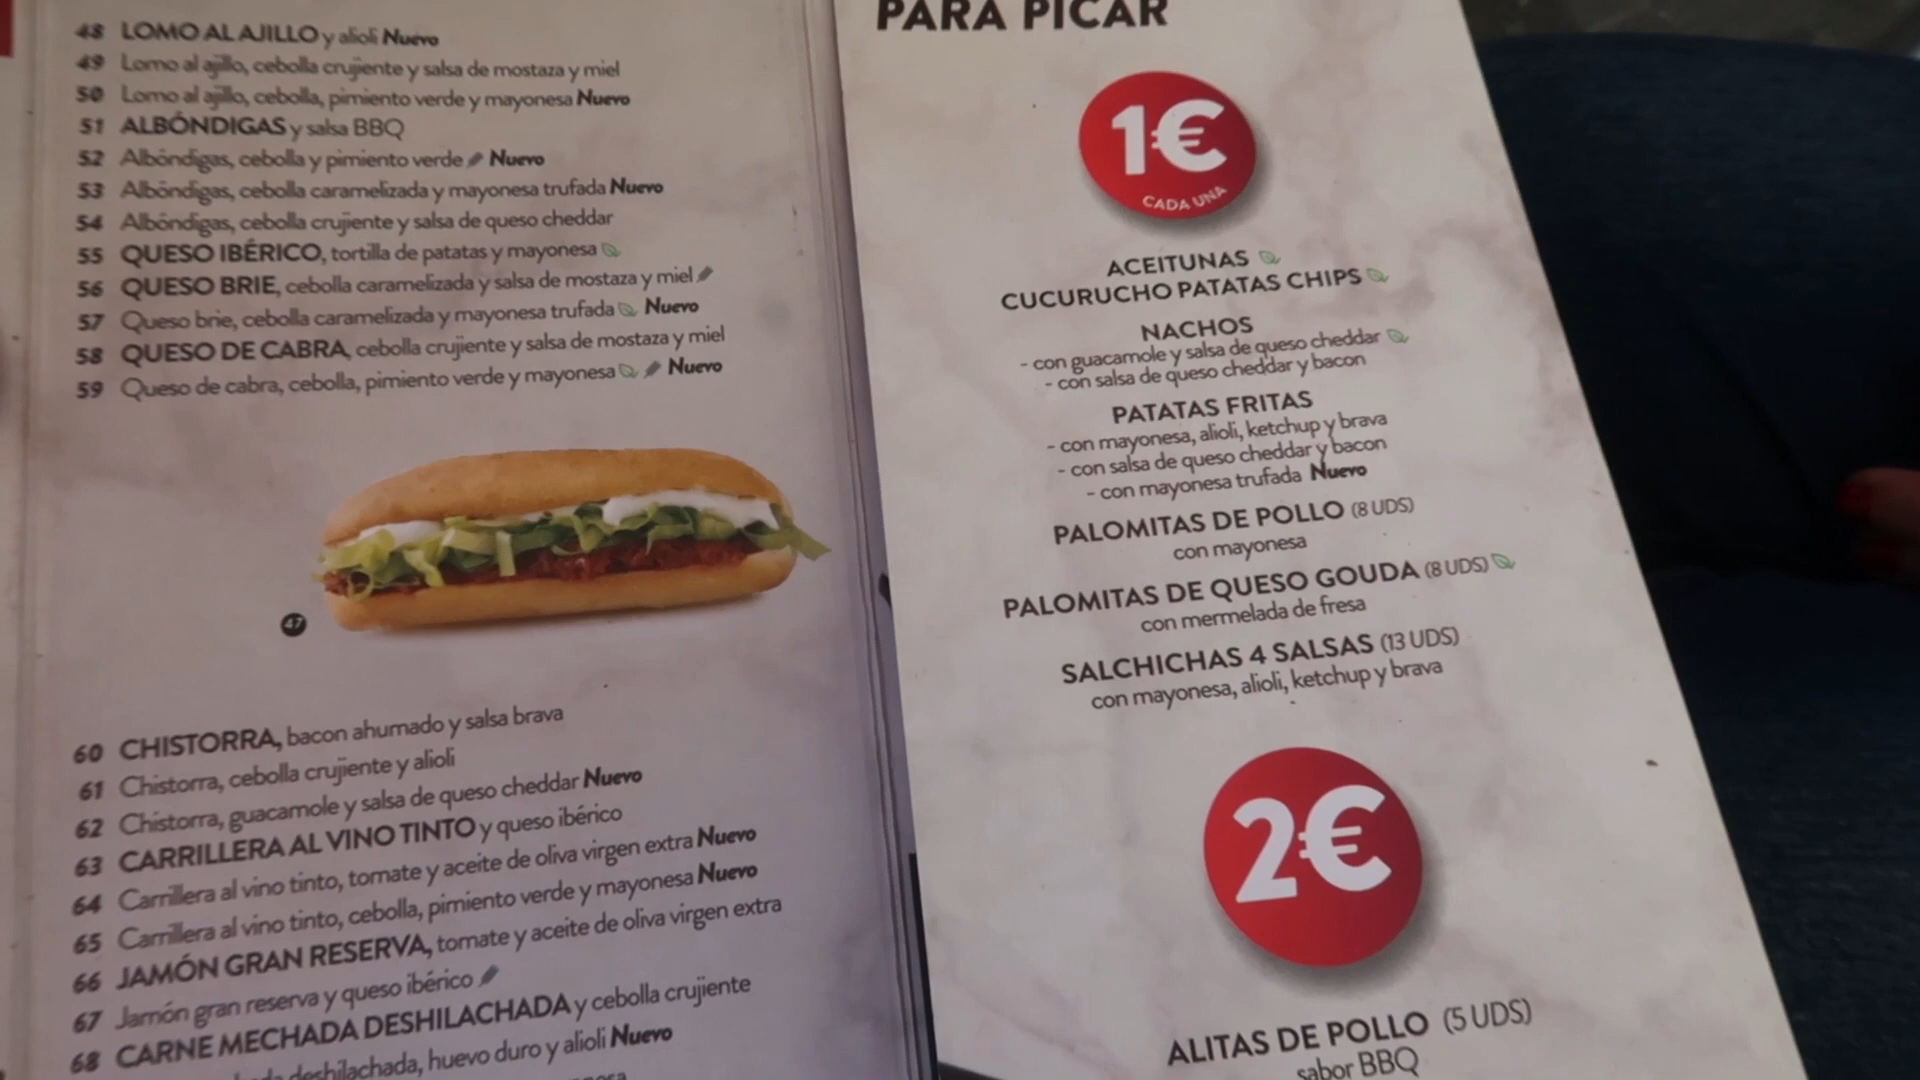 48 LOMO AL AJILLO y alioli Nuevo
49 Lomo al ajillo, cebolla crujiente y salsa de mostaza y miel
50 Lomo al ajillo, cebolla, pimiento verde y mayonesa Nuevo
51 ALBÓNDIGAS y salsa BBQ
52 Albóndigas, cebolla y pimiento verde Nuevo
53 Albóndigas, cebolla caramelizada y mayonesa trufada Nuevo
54 Albóndigas, cebolla crujiente y salsa de queso cheddar
55 QUESO IBÉRICO, tortilla de patatas y mayonesa
56 QUESO BRIE, cebolla caramelizada y salsa de mostaza y miel
57 Queso brie, cebolla caramelizada y mayonesa trufada Nuevo
58 QUESO DE CABRA, cebolla crujiente y salsa de mostaza y miel
59 Queso de cabra, cebolla, pimiento verde y mayonesa Nuevo
47
60 CHISTORRA, bacon ahumado y salsa brava
61 Chistorra, cebolla crujiente y alioli
62 Chistorra, guacamole y salsa de queso cheddar Nuevo
63 CARRILLERA AL VINO TINTO y queso ibérico
64 Carrillera al vino tinto, tomate y aceite de oliva virgen extra Nuevo
65 Carrillera al vino tinto, cebolla, pimiento verde y mayonesa Nuevo
66 JAMÓN GRAN RESERVA, tomate y aceite de oliva virgen extra
67 Jamón gran reserva y queso ibérico
68 CARNE MECHADA DESHILACHADA y cebolla crujiente
deshilachada, huevo duro y alioli Nuevo
PARA PICAR
1€
CADA UNA
ACEITUNAS
CUCURUCHO PATATAS CHIPS
NACHOS
- con guacamole y salsa de queso cheddar
- con salsa de queso cheddar y bacon
PATATAS FRITAS
- con mayonesa, alioli, ketchup y brava
- con salsa de queso cheddar y bacon
- con mayonesa trufada Nuevo
PALOMITAS DE POLLO (8 UDS)
con mayonesa
PALOMITAS DE QUESO GOUDA (8 UDS)
con mermelada de fresa
SALCHICHAS 4 SALSAS (13 UDS)
con mayonesa, alioli, ketchup y brava
2€
ALITAS DE POLLO (5 UDS)
sabor BBQ